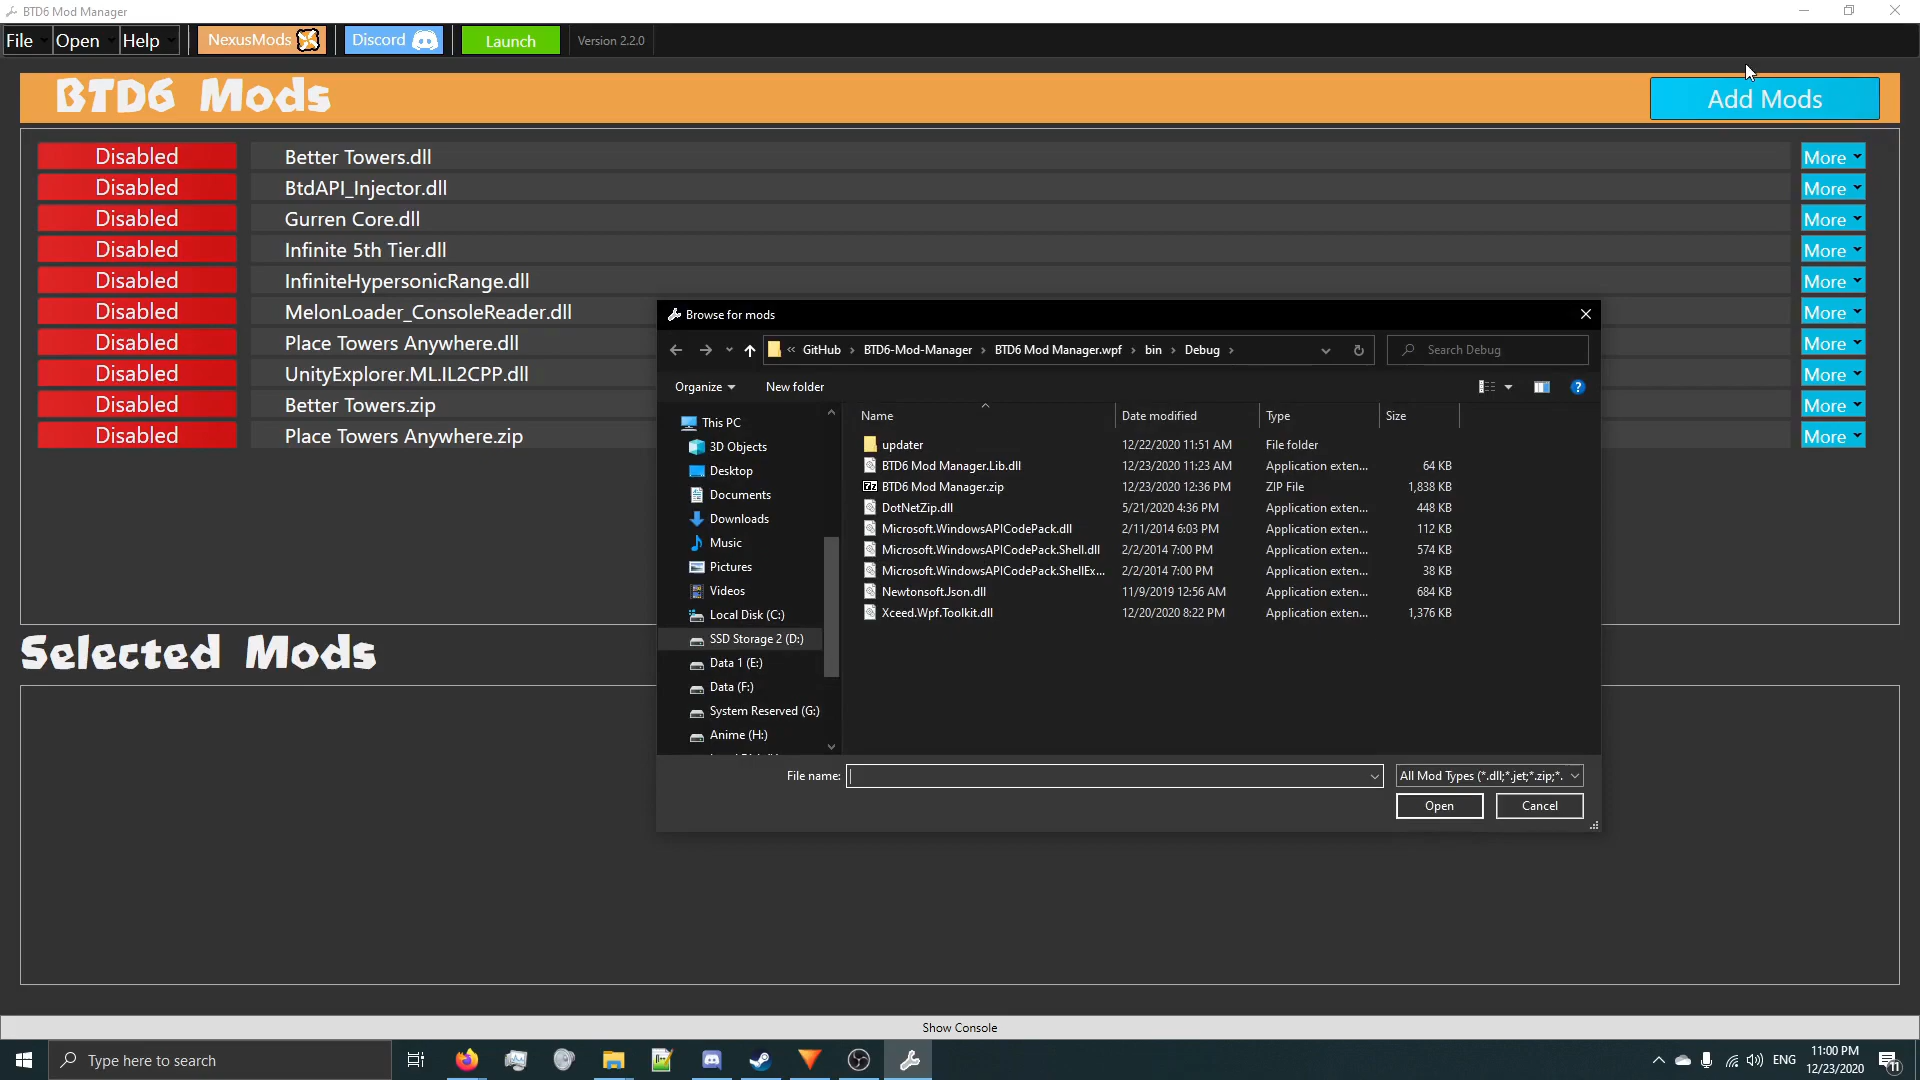 BTD6 Mod Manager
File Open Help NexusMods Discord Launch Version 2.2.0
BTD6 Mods
Add Mods
Disabled Better Towers.dll More
Disabled BtdAPI_Injector.dll More
Disabled Gurren Core.dll More
Disabled Infinite 5th Tier.dll More
Disabled InfiniteHypersonicRange.dll More
Disabled MelonLoader_ConsoleReader.dll More
Disabled Place Towers Anywhere.dll More
Disabled UnityExplorer.ML.IL2CPP.dll More
Disabled Better Towers.zip More
Disabled Place Towers Anywhere.zip More
Browse for mods
« GitHub › BTD6-Mod-Manager › BTD6 Mod Manager.wpf › bin › Debug ›
Search Debug
Organize New folder
This PC
3D Objects
Desktop
Documents
Downloads
Music
Pictures
Videos
Local Disk (C:)
SSD Storage 2 (D:)
Data 1 (E:)
Data (F:)
System Reserved (G:)
Anime (H:)
Name Date modified Type Size
updater 12/22/2020 11:51 AM File folder
BTD6 Mod Manager.Lib.dll 12/23/2020 11:23 AM Application exten... 64 KB
BTD6 Mod Manager.zip 12/23/2020 12:36 PM ZIP File 1,838 KB
DotNetZip.dll 5/21/2020 4:36 PM Application exten... 448 KB
Microsoft.WindowsAPICodePack.dll 2/11/2014 6:03 PM Application exten... 112 KB
Microsoft.WindowsAPICodePack.Shell.dll 2/2/2014 7:00 PM Application exten... 574 KB
Microsoft.WindowsAPICodePack.ShellEx... 2/2/2014 7:00 PM Application exten... 38 KB
Newtonsoft.Json.dll 11/9/2019 12:56 AM Application exten... 684 KB
Xceed.Wpf.Toolkit.dll 12/20/2020 8:22 PM Application exten... 1,376 KB
File name:
All Mod Types (*.dll;*.jet;*.zip;*.
Open Cancel
Selected Mods
Show Console
Type here to search
ENG
11:00 PM
12/23/2020
11